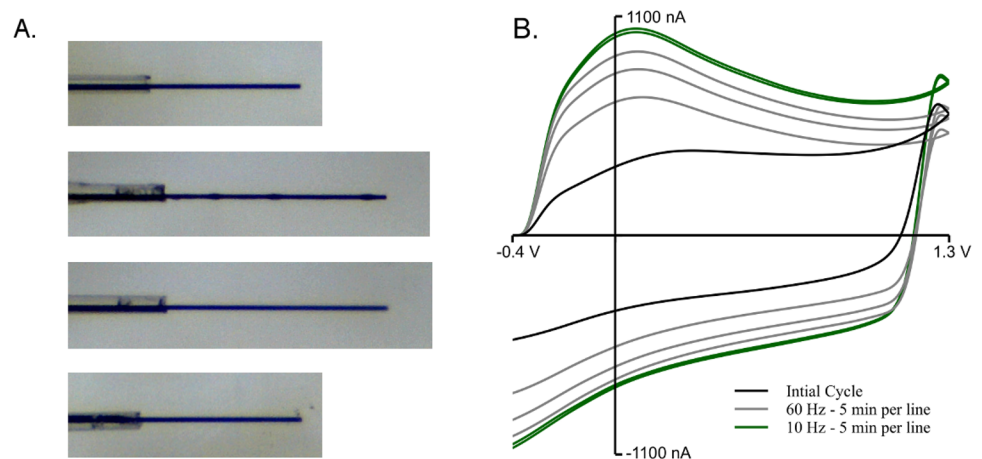 A.
B.
1100 nA
-0.4 V
1.3 V
Intial Cycle
60 Hz - 5 min per line
10 Hz - 5 min per line
-1100 nA